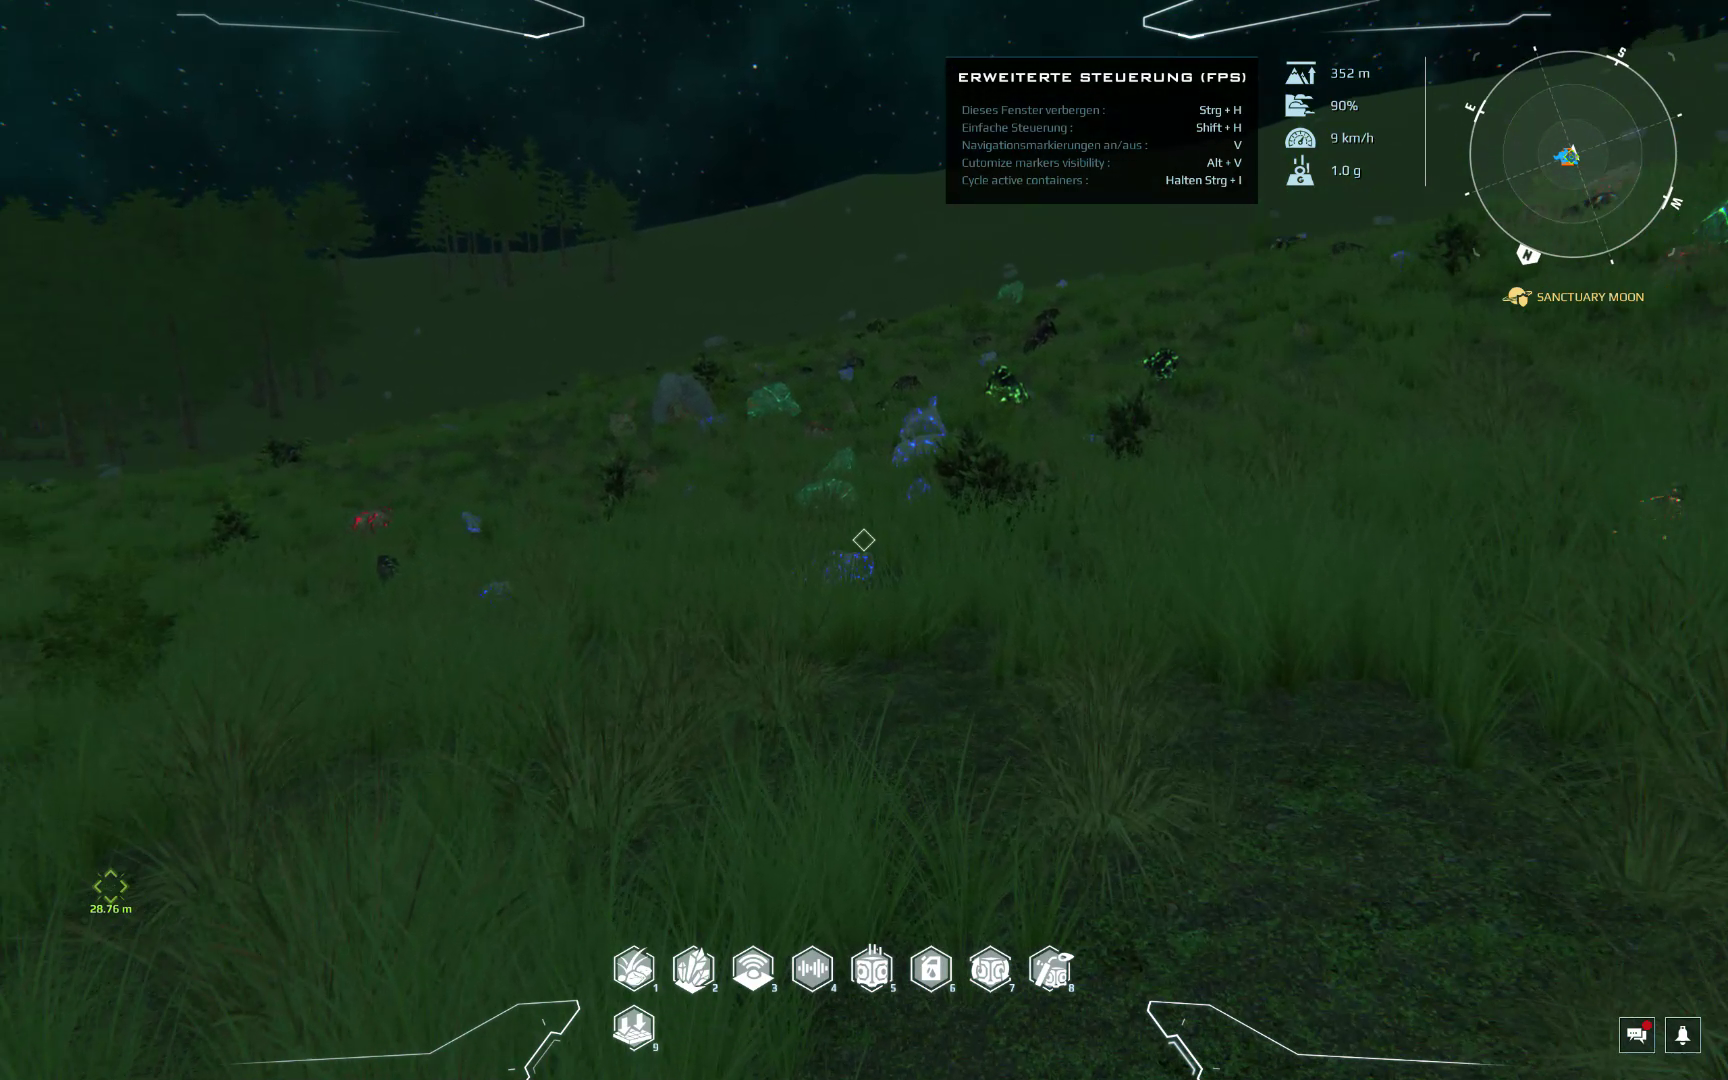 ERWEITERTE STEUERUNG (FPS)
Dieses Fenster verbergen : Strg + H
Einfache Steuerung : Shift + H
Navigationsmarkierungen an/aus : V
Cutomize markers visibility : Alt + V
Cycle active containers : Halten Strg + I
352 m
90%
9 km/h
1.0 g
G
S
E
W
N
SANCTUARY MOON
28.76 m
1
2
3
4
5
6
7
8
9